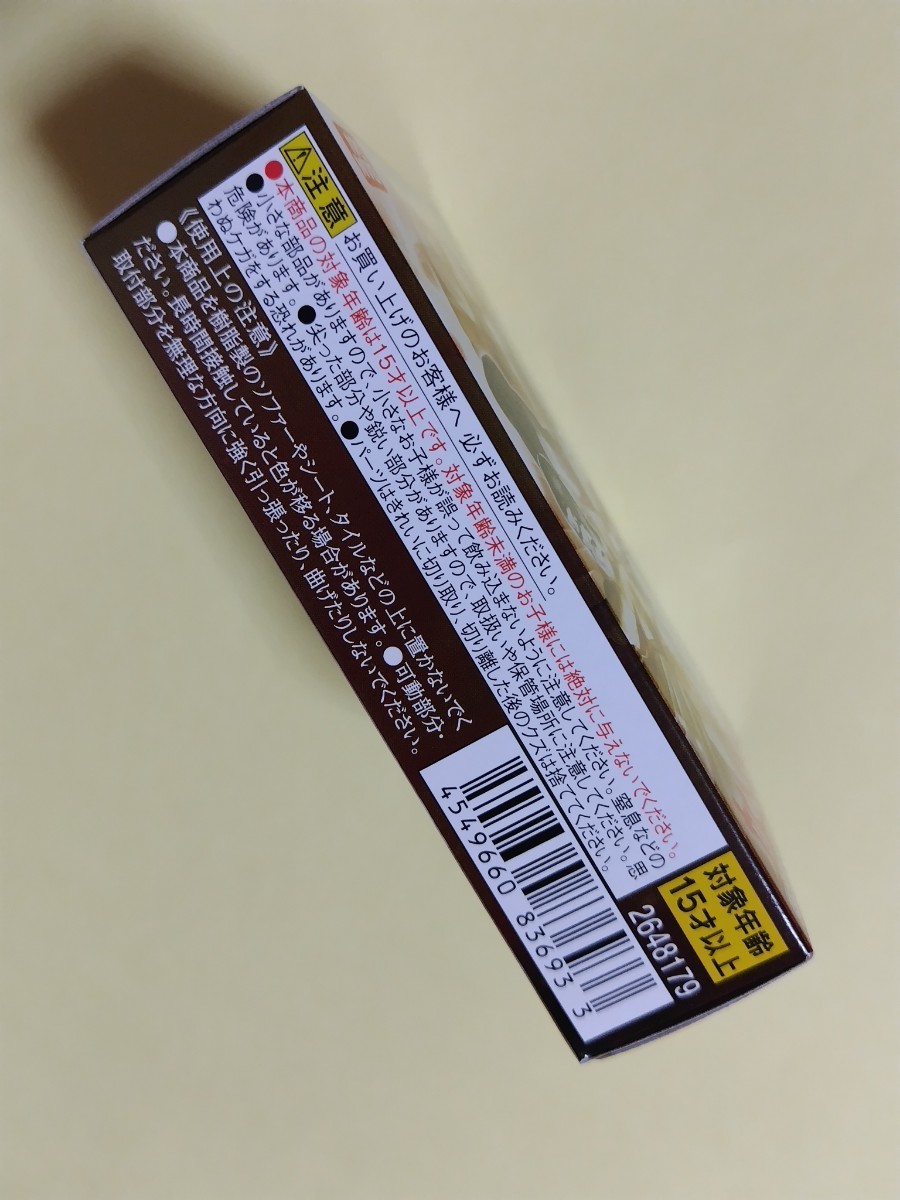 ⚠注意 お買い上げのお客様へ 必ずお読みください。
●本商品の対象年齢は15才以上です。対象年齢未満のお子様には絶対に与えないでください。
●小さな部品がありますので、小さなお子様が誤って飲み込まないように注意してください。窒息などの
危険があります。●尖った部分や鋭い部分がありますので、取扱いや保管場所に注意してください。思
わぬケガをする恐れがあります。●パーツはきれいに切り取り、切り離した後のクズは捨ててください。
《使用上の注意》
●本商品を樹脂製のソファーやシート、タイルなどの上に置かないでく
ださい。長時間接触していると色が移る場合があります。●可動部分・
取付部分を無理な方向に強く引っ張ったり、曲げたりしないでください。
対象年齢
15才以上
2648179
4549660 83693 3